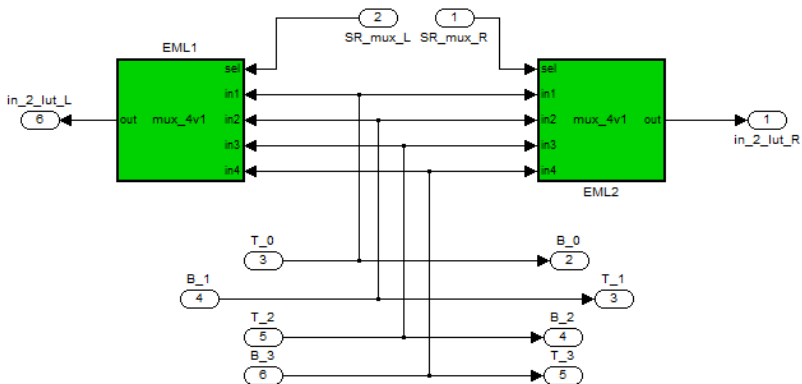 2
1
SR_mux_L
SR_mux_R
EML1
sel
sel
in_2_lut_L
in1
in1
6
out
mux_4v1
in2
in2
mux_4v1
out
1
in_2_lut_R
in3
in3
in4
in4
EML2
T_0
B_0
3
2
B_1
T_1
4
3
T_2
B_2
5
4
B_3
T_3
6
5